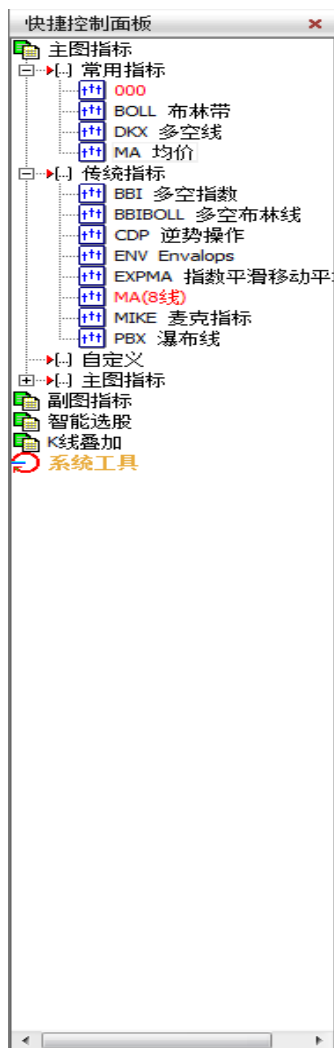 快捷控制面板
主图指标
[...] 常用指标
000
BOLL 布林带
DKX 多空线
MA 均价
[...] 传统指标
BBI 多空指数
BBIBOLL 多空布林线
CDP 逆势操作
ENV Envalops
EXPMA 指数平滑移动平
MA(8线)
MIKE 麦克指标
PBX 瀑布线
[...] 自定义
[...] 主图指标
副图指标
智能选股
K线叠加
系统工具